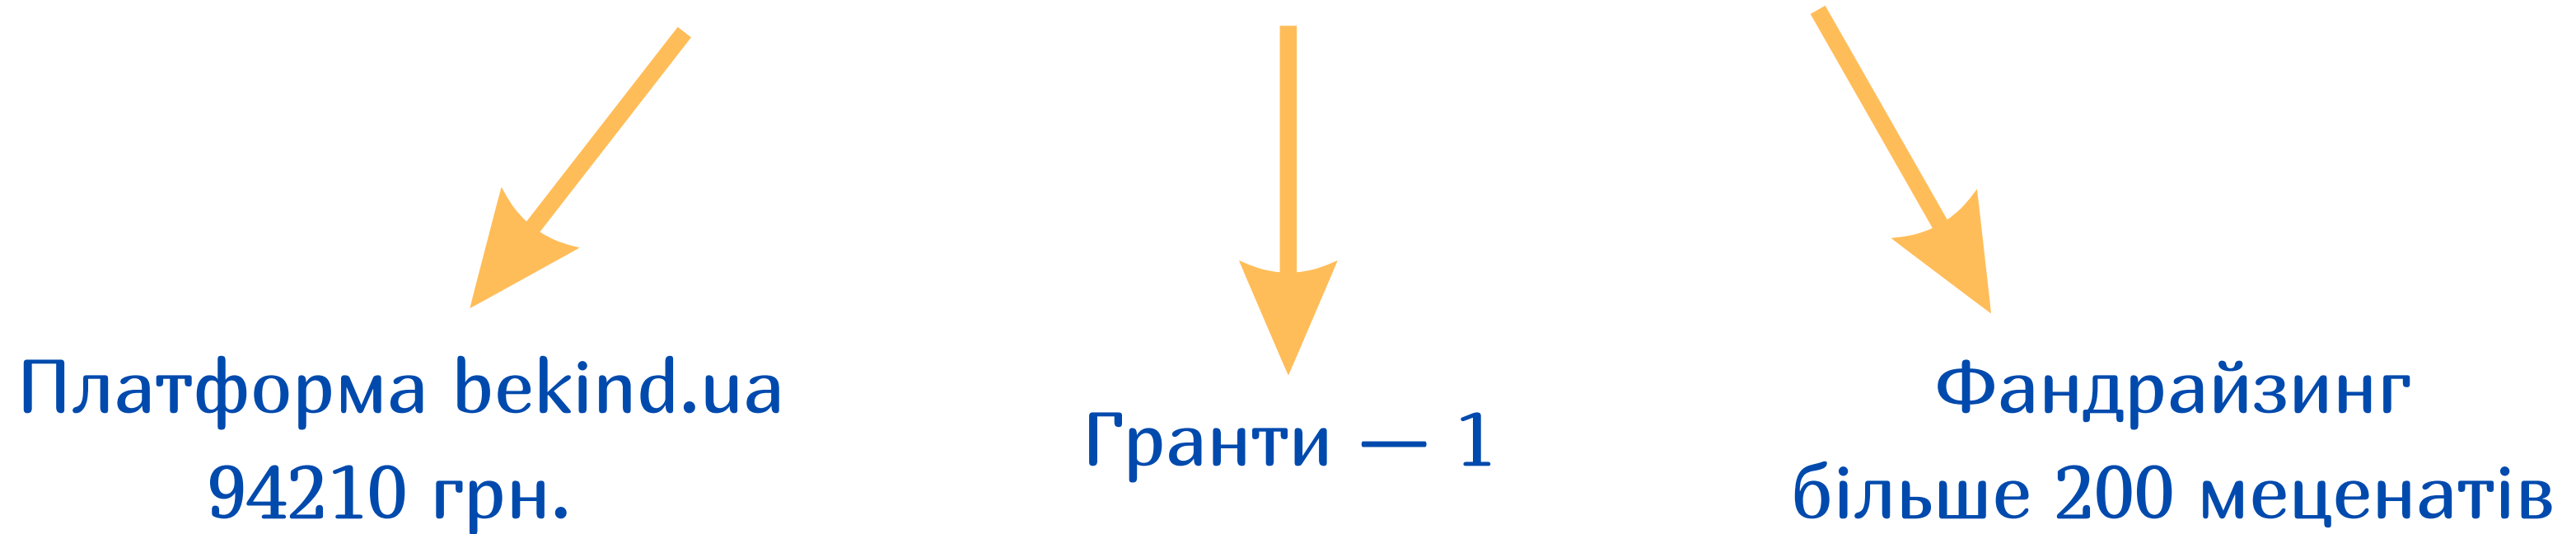 Платформа bekind.ua
94210 грн.
Гранти — 1
Фандрайзинг
більше 200 меценатів